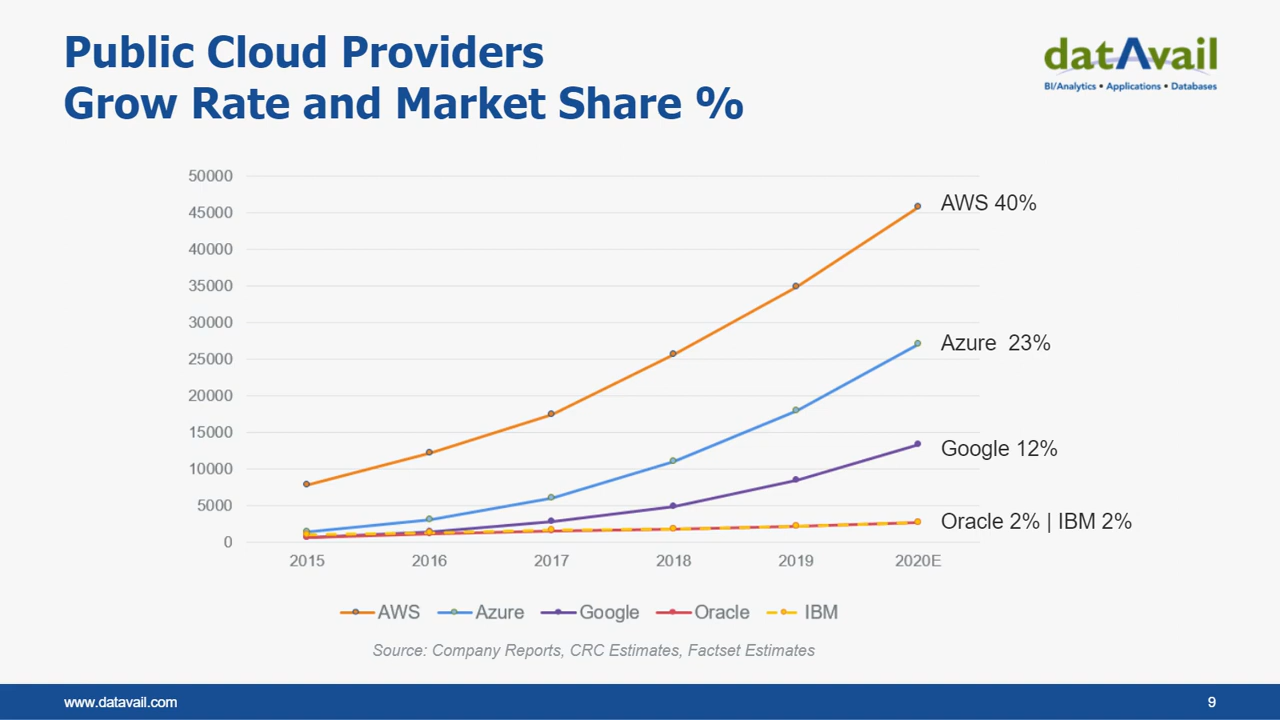 Public Cloud Providers
Grow Rate and Market Share %
datAvail
BI/Analytics • Applications • Databases
50000
45000
40000
35000
30000
25000
20000
15000
10000
5000
0
AWS 40%
Azure 23%
Google 12%
Oracle 2% | IBM 2%
2015 2016 2017 2018 2019 2020E
AWS Azure Google Oracle IBM
Source: Company Reports, CRC Estimates, Factset Estimates
www.datavail.com 9